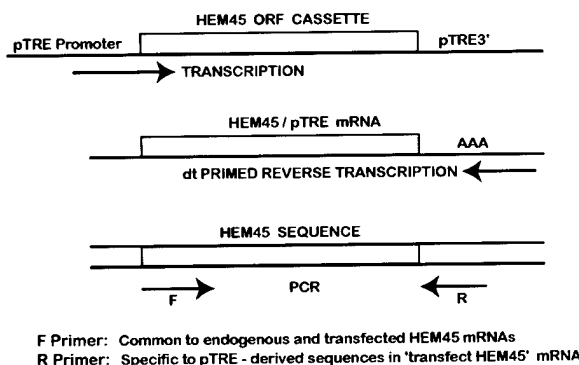 HEM45 ORF CASSETTE
pTRE Promoter
pTRE3'
TRANSCRIPTION
HEM45 / pTRE mRNA
AAA
dt PRIMED REVERSE TRANSCRIPTION
HEM45 SEQUENCE
F
PCR
R
F Primer: Common to endogenous and transfected HEM45 mRNAs
R Primer: Specific to pTRE - derived sequences in 'transfect HEM45' mRNA